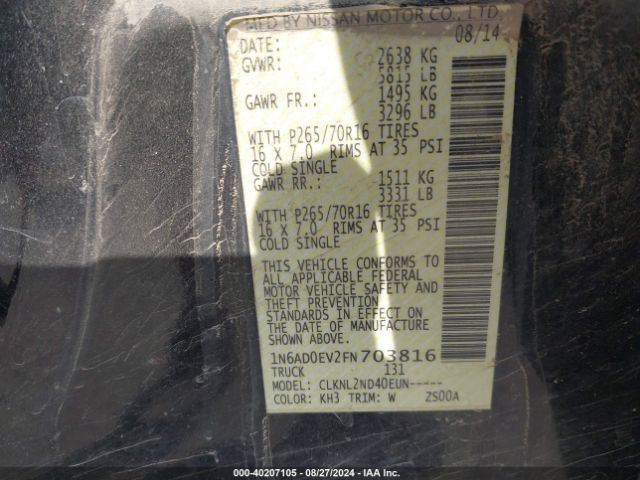 MFD BY NISSAN MOTOR CO., LTD.
DATE: 08/14
GVWR: 2638 KG
5815 LB
GAWR FR.: 1495 KG
3296 LB
WITH P265/70R16 TIRES
16 X 7.0 RIMS AT 35 PSI
COLD SINGLE
GAWR RR.: 1511 KG
3331 LB
WITH P265/70R16 TIRES
16 X 7.0 RIMS AT 35 PSI
COLD SINGLE
THIS VEHICLE CONFORMS TO
ALL APPLICABLE FEDERAL
MOTOR VEHICLE SAFETY AND
THEFT PREVENTION
STANDARDS IN EFFECT ON
THE DATE OF MANUFACTURE
SHOWN ABOVE.
1N6AD0EV2FN703816
TRUCK 131
MODEL: CLKNL2ND40EUN-----
COLOR: KH3 TRIM: W ZS00A
000-40207105 - 08/27/2024 - IAA Inc.